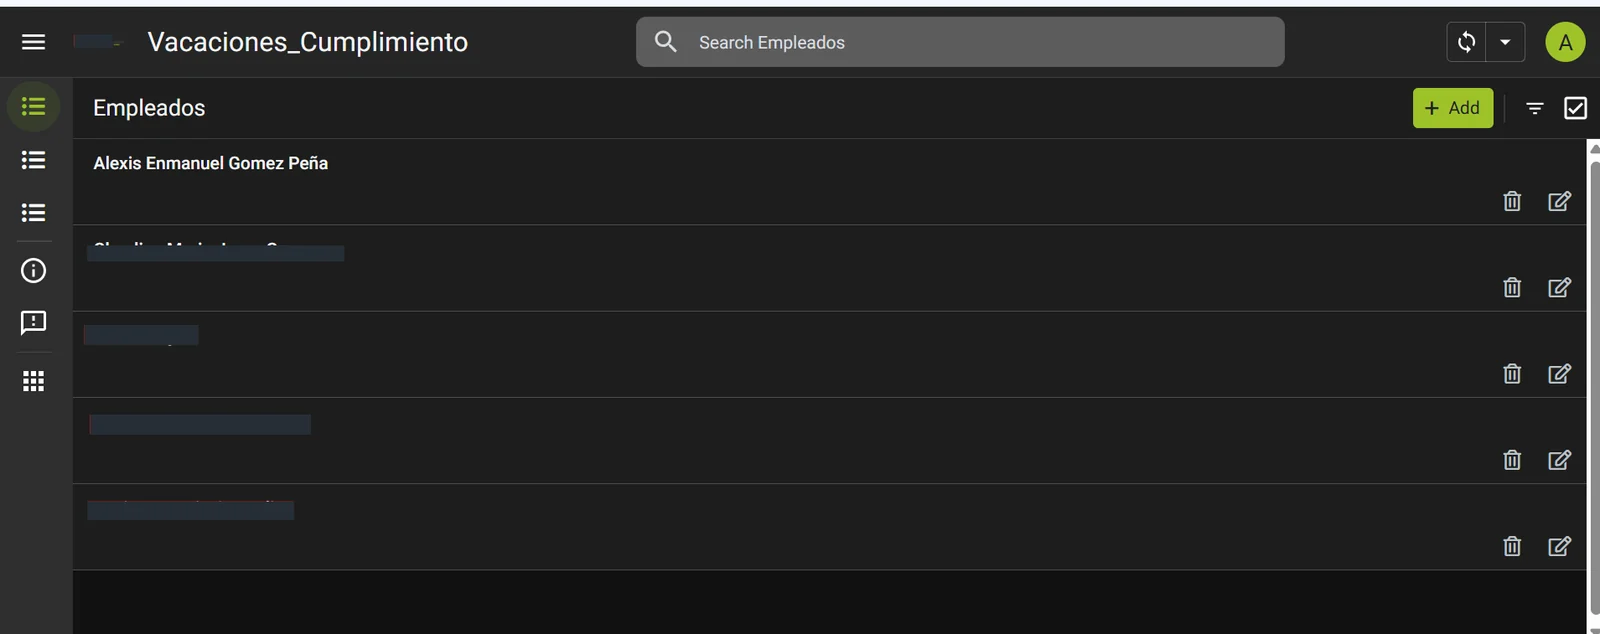 Vacaciones_Cumplimiento
Search Empleados
A
Empleados
+ Add
Alexis Enmanuel Gomez Peña